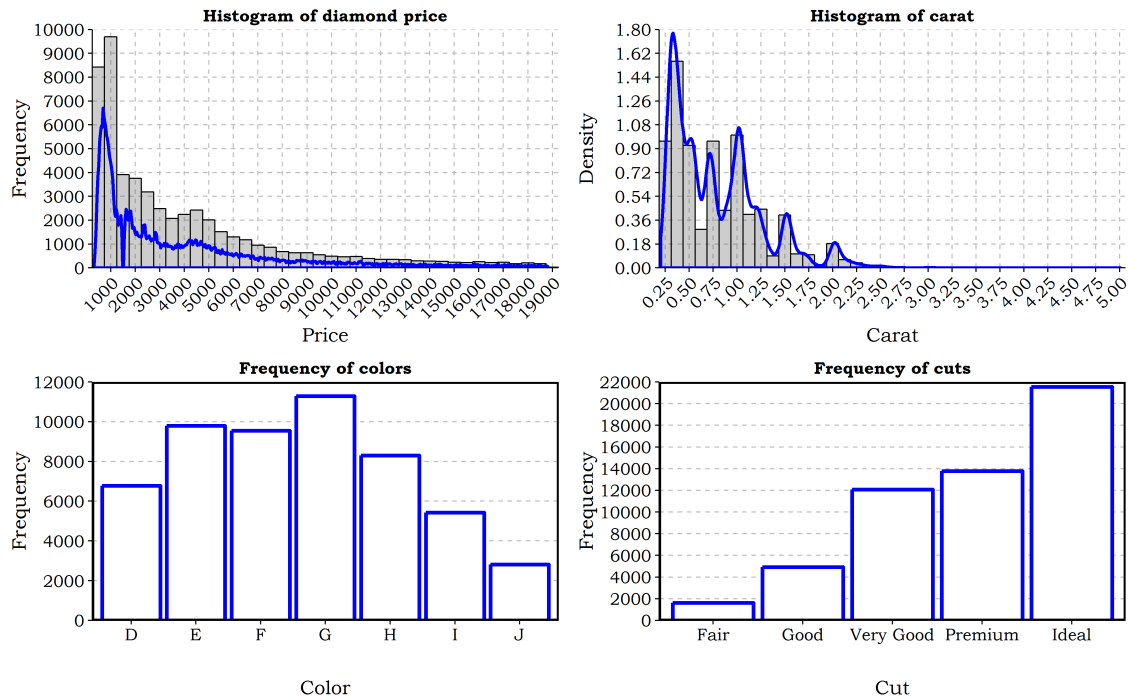 Histogram of diamond price
Frequency
10000
9000
8000
7000
6000
5000
4000
3000
2000
1000
0
1000 2000 3000 4000 5000 6000 7000 8000 9000 10000 11000 12000 13000 14000 15000 16000 17000 18000 19000
Price
Histogram of carat
Density
1.80
1.62
1.44
1.26
1.08
0.90
0.72
0.54
0.36
0.18
0.00
0.25 0.50 0.75 1.00 1.25 1.50 1.75 2.00 2.25 2.50 2.75 3.00 3.25 3.50 3.75 4.00 4.25 4.50 4.75 5.00
Carat
Frequency of colors
Frequency
12000
10000
8000
6000
4000
2000
0
D E F G H I J
Color
Frequency of cuts
Frequency
22000
20000
18000
16000
14000
12000
10000
8000
6000
4000
2000
0
Fair Good Very Good Premium Ideal
Cut